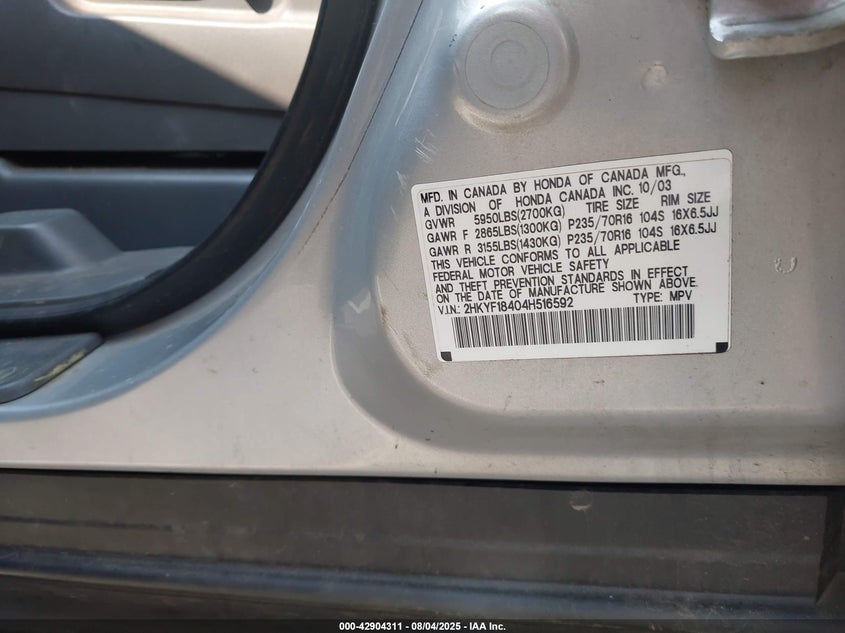 MFD. IN CANADA BY HONDA OF CANADA MFG.,
A DIVISION OF HONDA CANADA INC. 10/03
GVWR 5950LBS(2700KG) TIRE SIZE RIM SIZE
GAWR F 2865LBS(1300KG) P235/70R16 104S 16X6.5JJ
GAWR R 3155LBS(1430KG) P235/70R16 104S 16X6.5JJ
THIS VEHICLE CONFORMS TO ALL APPLICABLE
FEDERAL MOTOR VEHICLE SAFETY
AND THEFT PREVENTION STANDARDS IN EFFECT
ON THE DATE OF MANUFACTURE SHOWN ABOVE.
V.I.N.: 2HKYF18404H516592 TYPE: MPV
000-42904311 - 08/04/2025 - IAA Inc.